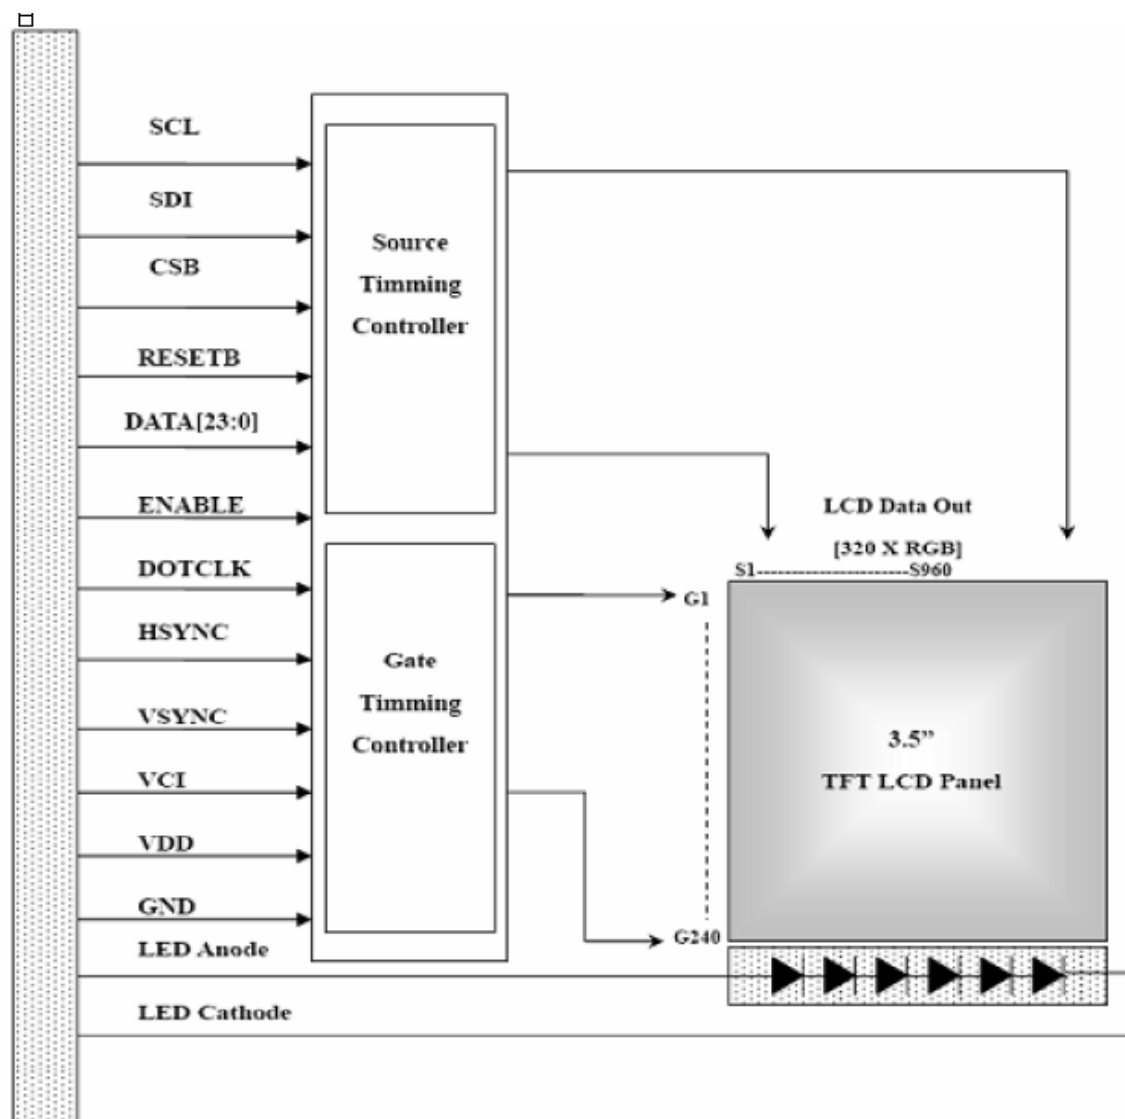 SCL
SDI
CSB
RESETB
DATA[23:0]
ENABLE
DOTCLK
HSYNC
VSYNC
VCI
VDD
GND
LED Anode
LED Cathode
Source
Timming
Controller
Gate
Timming
Controller
LCD Data Out
[320 X RGB]
S1----------------------S960
G1
G240
3.5”
TFT LCD Panel